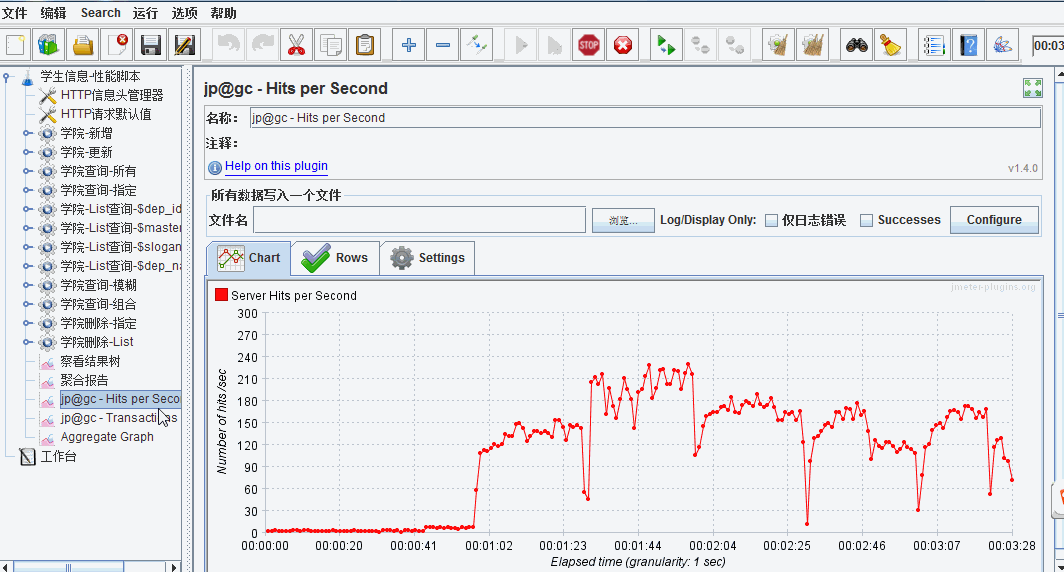 文件 编辑 Search 运行 选项 帮助
STOP
00:03
学生信息-性能脚本
HTTP信息头管理器
HTTP请求默认值
学院-新增
学院-更新
学院查询-所有
学院查询-指定
学院-List查询-$dep_id
学院-List查询-$master
学院-List查询-$slogan
学院-List查询-$dep_na
学院查询-模糊
学院查询-组合
学院删除-指定
学院删除-List
察看结果树
聚合报告
jp@gc - Hits per Seco
jp@gc - Transactions
Aggregate Graph
工作台
jp@gc - Hits per Second
名称: jp@gc - Hits per Second
注释:
Help on this plugin
v1.4.0
所有数据写入一个文件
文件名 浏览... Log/Display Only: 仅日志错误 Successes Configure
Chart Rows Settings
jmeter-plugins.org
Server Hits per Second
300
270
240
210
180
150
120
90
60
30
0
Number of hits/sec
00:00:00 00:00:20 00:00:41 00:01:02 00:01:23 00:01:44 00:02:04 00:02:25 00:02:46 00:03:07 00:03:28
Elapsed time (granularity: 1 sec)